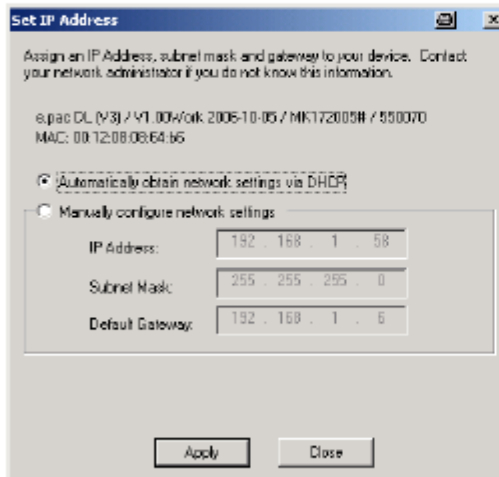 Set IP Address
Assign an IP Address, subnet mask and gateway to your device. Contact
your network administrator if you do not know this information.
e.pac DL (V3) / V1.00Work 2006-10-05 / MK172005# / 550070
MAC: 00:12:08:08:64:66
Automatically obtain network settings via DHCP
Manually configure network settings
IP Address: 192 . 168 . 1 . 58
Subnet Mask: 255 . 255 . 255 . 0
Default Gateway: 192 . 168 . 1 . 6
Apply Close